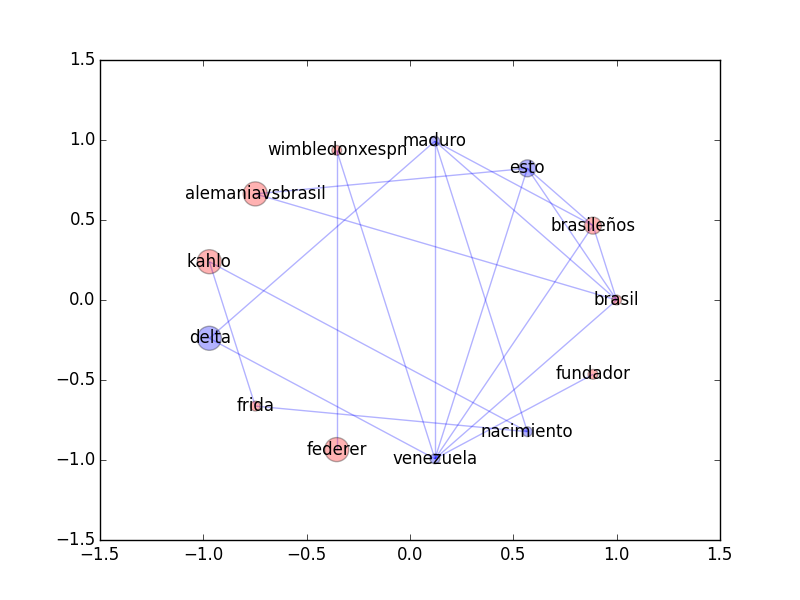 1.5
1.0
0.5
0.0
−0.5
−1.0
−1.5
maduro
wimbledonxespn
esto
alemaniavsbrasil
brasileños
kahlo
brasil
delta
fundador
frida
nacimiento
federer
venezuela
−1.5
−1.0
−0.5
0.0
0.5
1.0
1.5